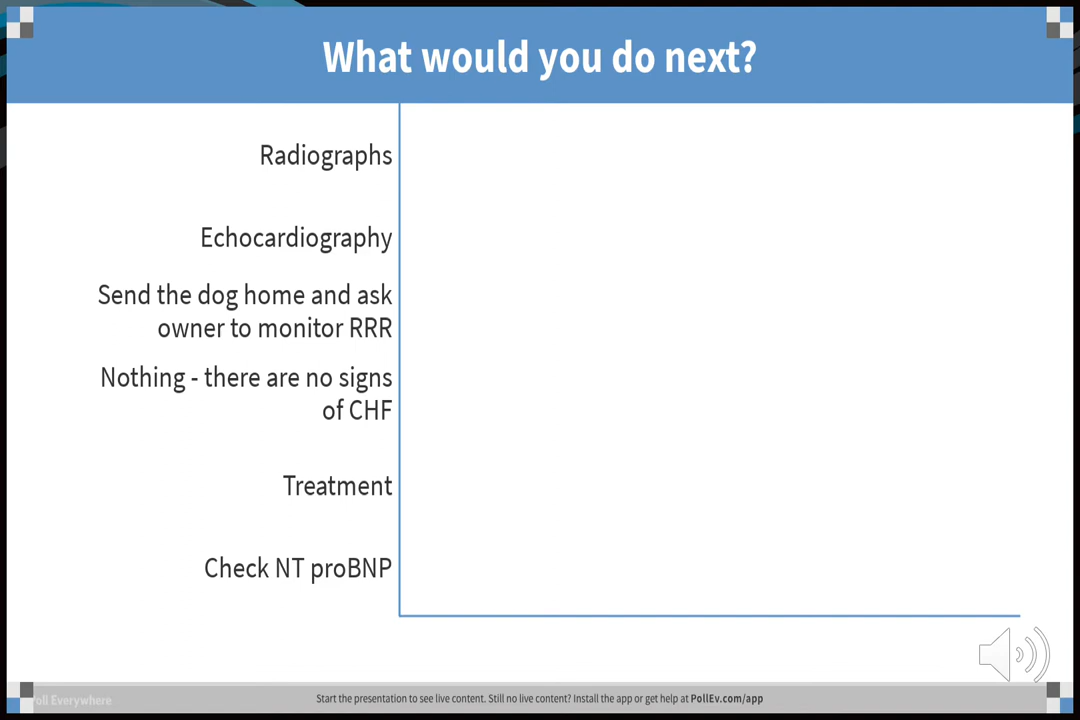 What would you do next?
Radiographs
Echocardiography
Send the dog home and ask
owner to monitor RRR
Nothing - there are no signs
of CHF
Treatment
Check NT proBNP
Poll Everywhere
Start the presentation to see live content. Still no live content? Install the app or get help at PollEv.com/app